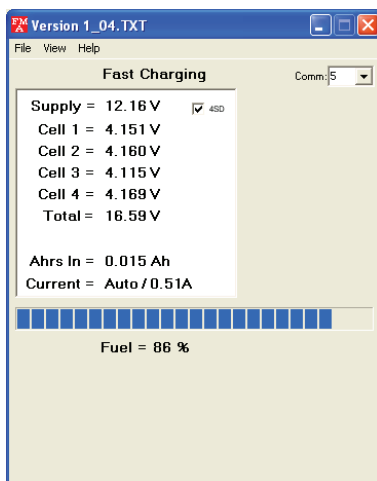 FMA Version 1_04.TXT
File View Help
Fast Charging Comm: 5
Supply = 12.16 V 4SD
Cell 1 = 4.151 V
Cell 2 = 4.160 V
Cell 3 = 4.115 V
Cell 4 = 4.169 V
Total = 16.59 V
Ahrs In = 0.015 Ah
Current = Auto / 0.51A
Fuel = 86 %